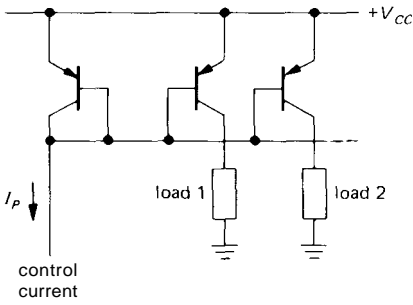 +V_CC
load 1
load 2
I_P
control
current